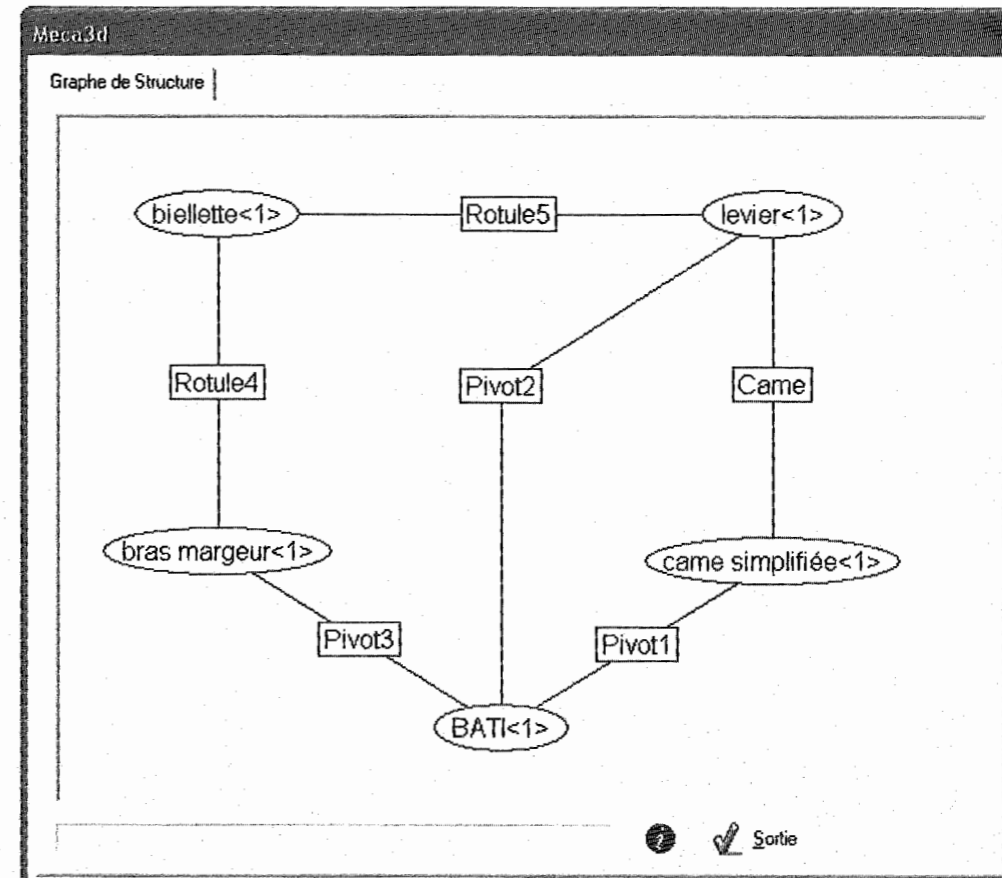 Meca3d
Graphe de Structure
biellette<1>
Rotule5
levier<1>
Rotule4
Pivot2
Came
bras margeur<1>
came simplifiée<1>
Pivot3
Pivot1
BATI<1>
Sortie